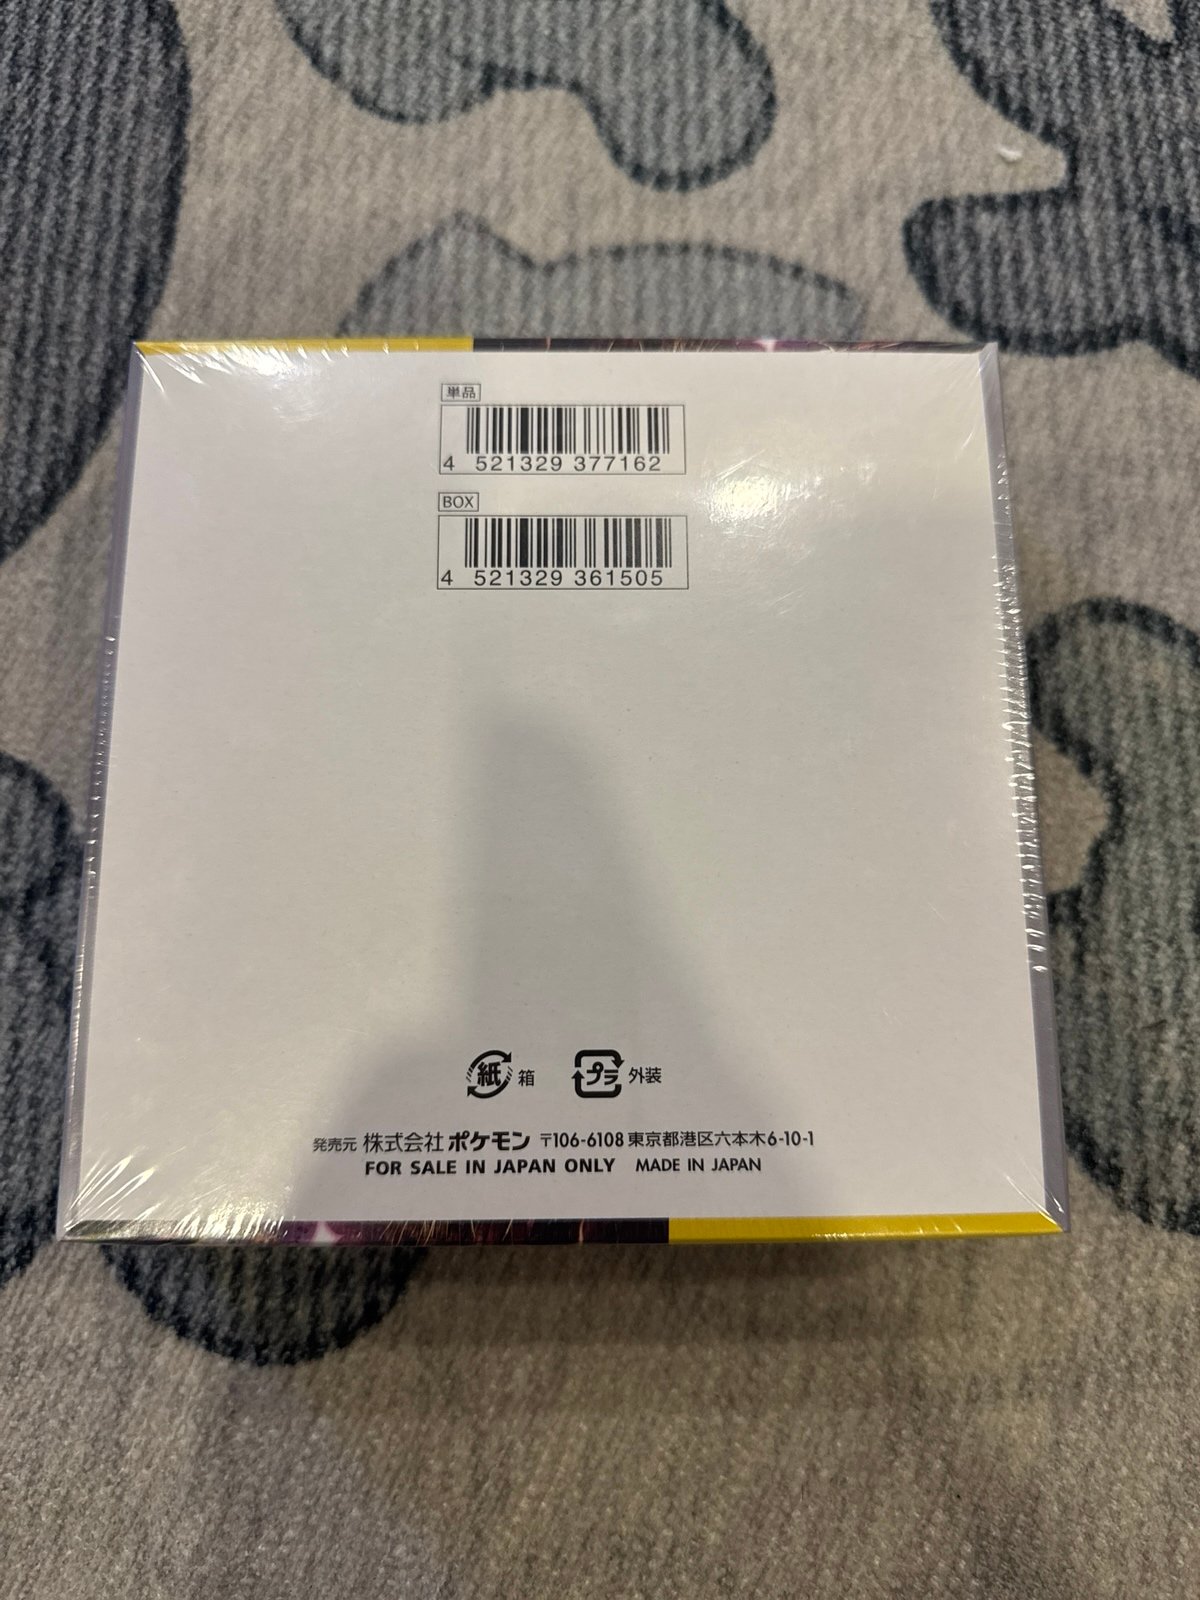 単品
4 521329 377162
BOX
4 521329 361505
紙 箱 プラ 外装
発売元 株式会社 ポケモン 〒106-6108 東京都港区六本木6-10-1
FOR SALE IN JAPAN ONLY MADE IN JAPAN